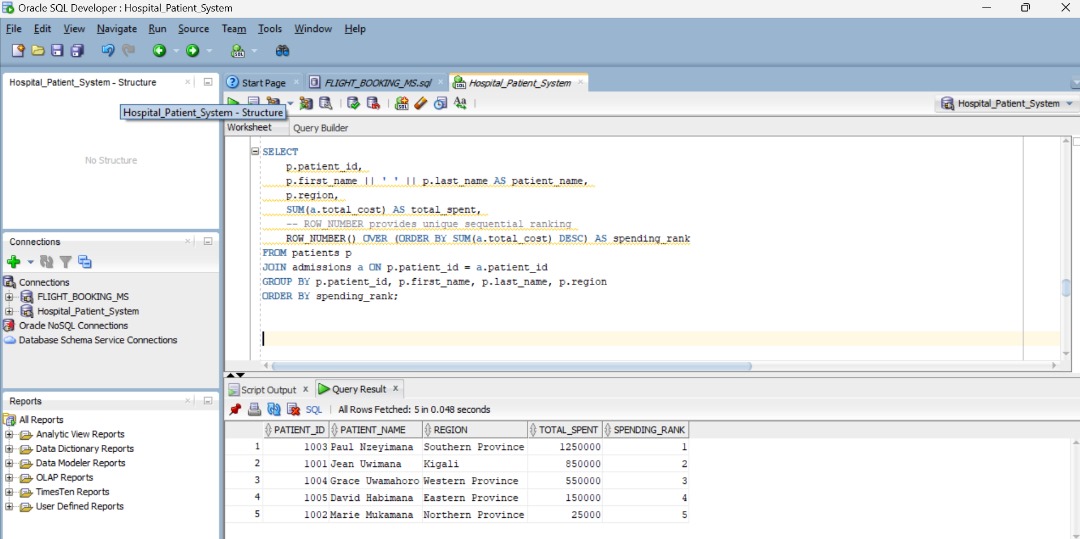 Oracle SQL Developer : Hospital_Patient_System
File Edit View Navigate Run Source Team Tools Window Help
Hospital_Patient_System - Structure
Start Page
FLIGHT_BOOKING_MS.sql
Hospital_Patient_System
Hospital_Patient_System - Structure
Hospital_Patient_System
Worksheet Query Builder
No Structure
SELECT
p.patient_id,
p.first_name || ' ' || p.last_name AS patient_name,
p.region,
SUM(a.total_cost) AS total_spent,
-- ROW_NUMBER provides unique sequential ranking
ROW_NUMBER() OVER (ORDER BY SUM(a.total_cost) DESC) AS spending_rank
FROM patients p
JOIN admissions a ON p.patient_id = a.patient_id
GROUP BY p.patient_id, p.first_name, p.last_name, p.region
ORDER BY spending_rank;
Connections
Connections
FLIGHT_BOOKING_MS
Hospital_Patient_System
Oracle NoSQL Connections
Database Schema Service Connections
Reports
All Reports
Analytic View Reports
Data Dictionary Reports
Data Modeler Reports
OLAP Reports
TimesTen Reports
User Defined Reports
Script Output x Query Result x
SQL | All Rows Fetched: 5 in 0.048 seconds
PATIENT_ID PATIENT_NAME REGION TOTAL_SPENT SPENDING_RANK
1 1003 Paul Nzeyimana Southern Province 1250000 1
2 1001 Jean Uwimana Kigali 850000 2
3 1004 Grace Uwamahoro Western Province 550000 3
4 1005 David Habimana Eastern Province 150000 4
5 1002 Marie Mukamana Northern Province 25000 5